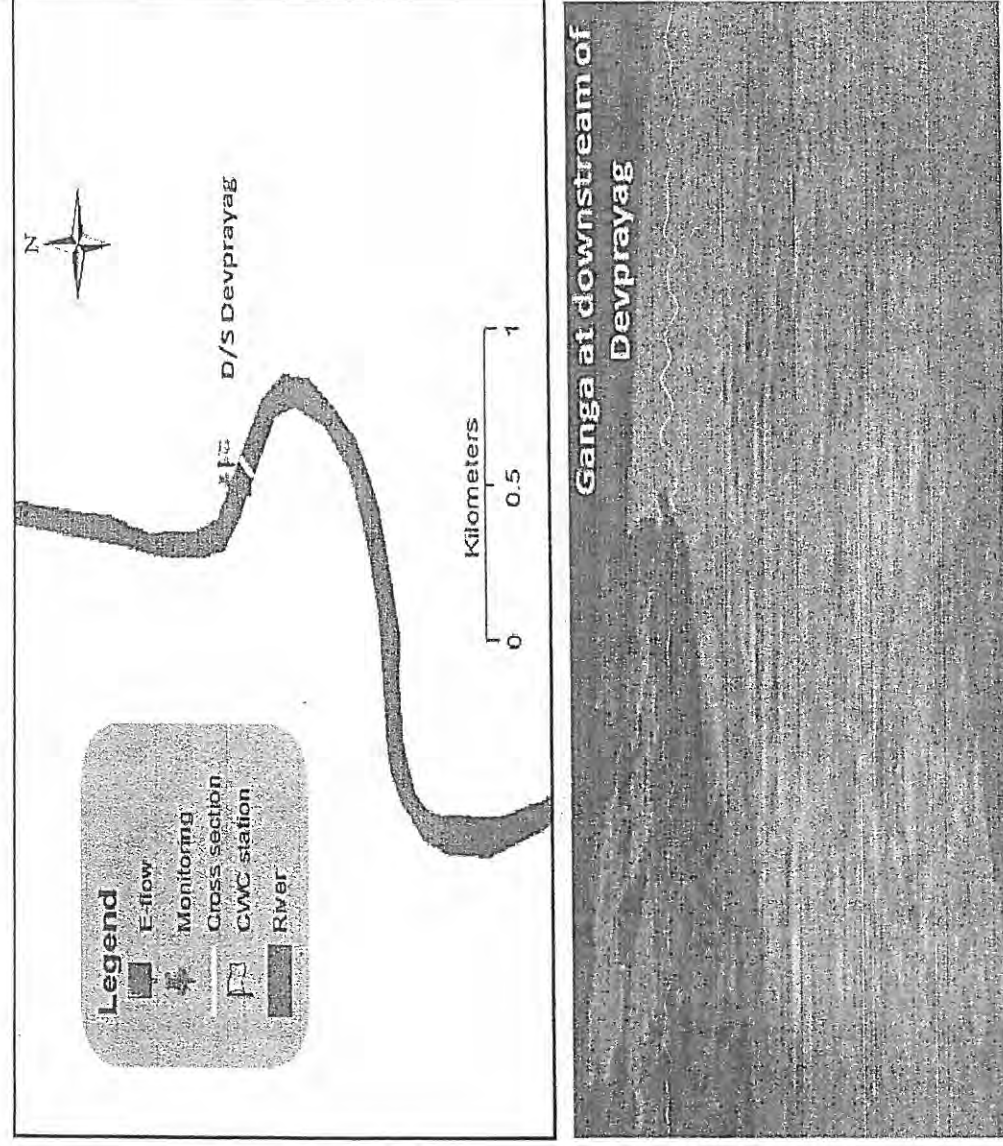 N
D/S Devprayag
Legend
E-flow
Monitoring
Cross section
CWC station
River
Kilometers
0
0.5
1
Ganga at downstream of
Devprayag